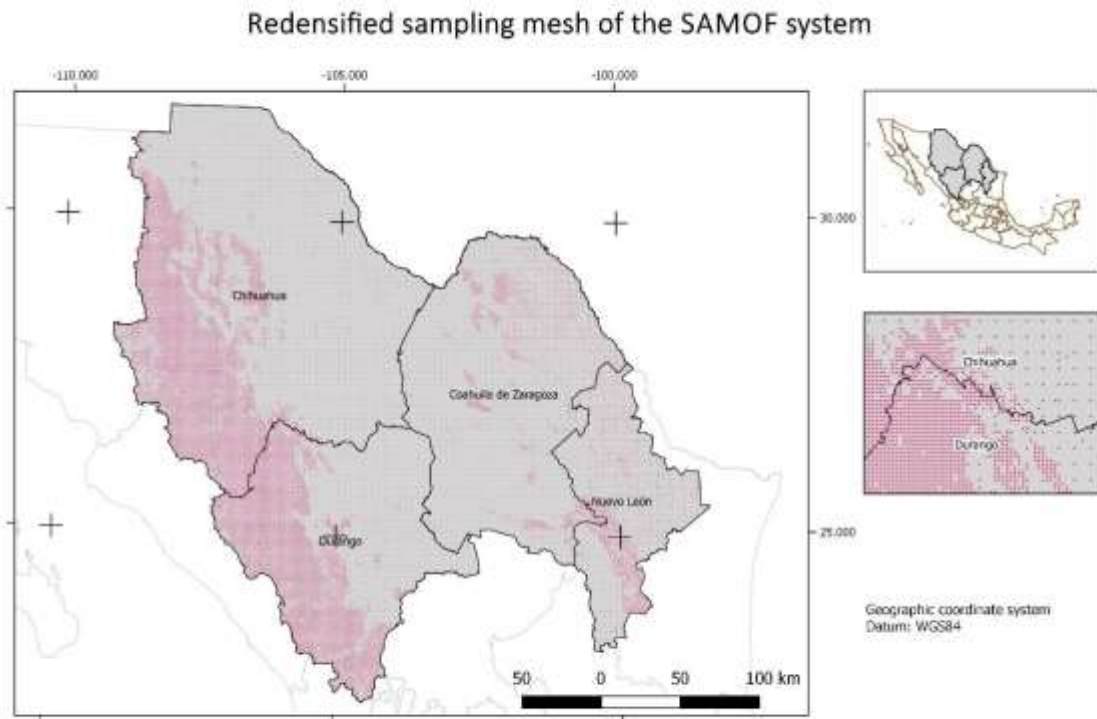 Redensified sampling mesh of the SAMOF system
-110.000
-105.000
-100.000
30.000
25.000
Chihuahua
Coahuila de Zaragoza
Nuevo León
Durango
Chihuahua
Durango
Geographic coordinate system
Datum: WGS84
50 0 50 100 km